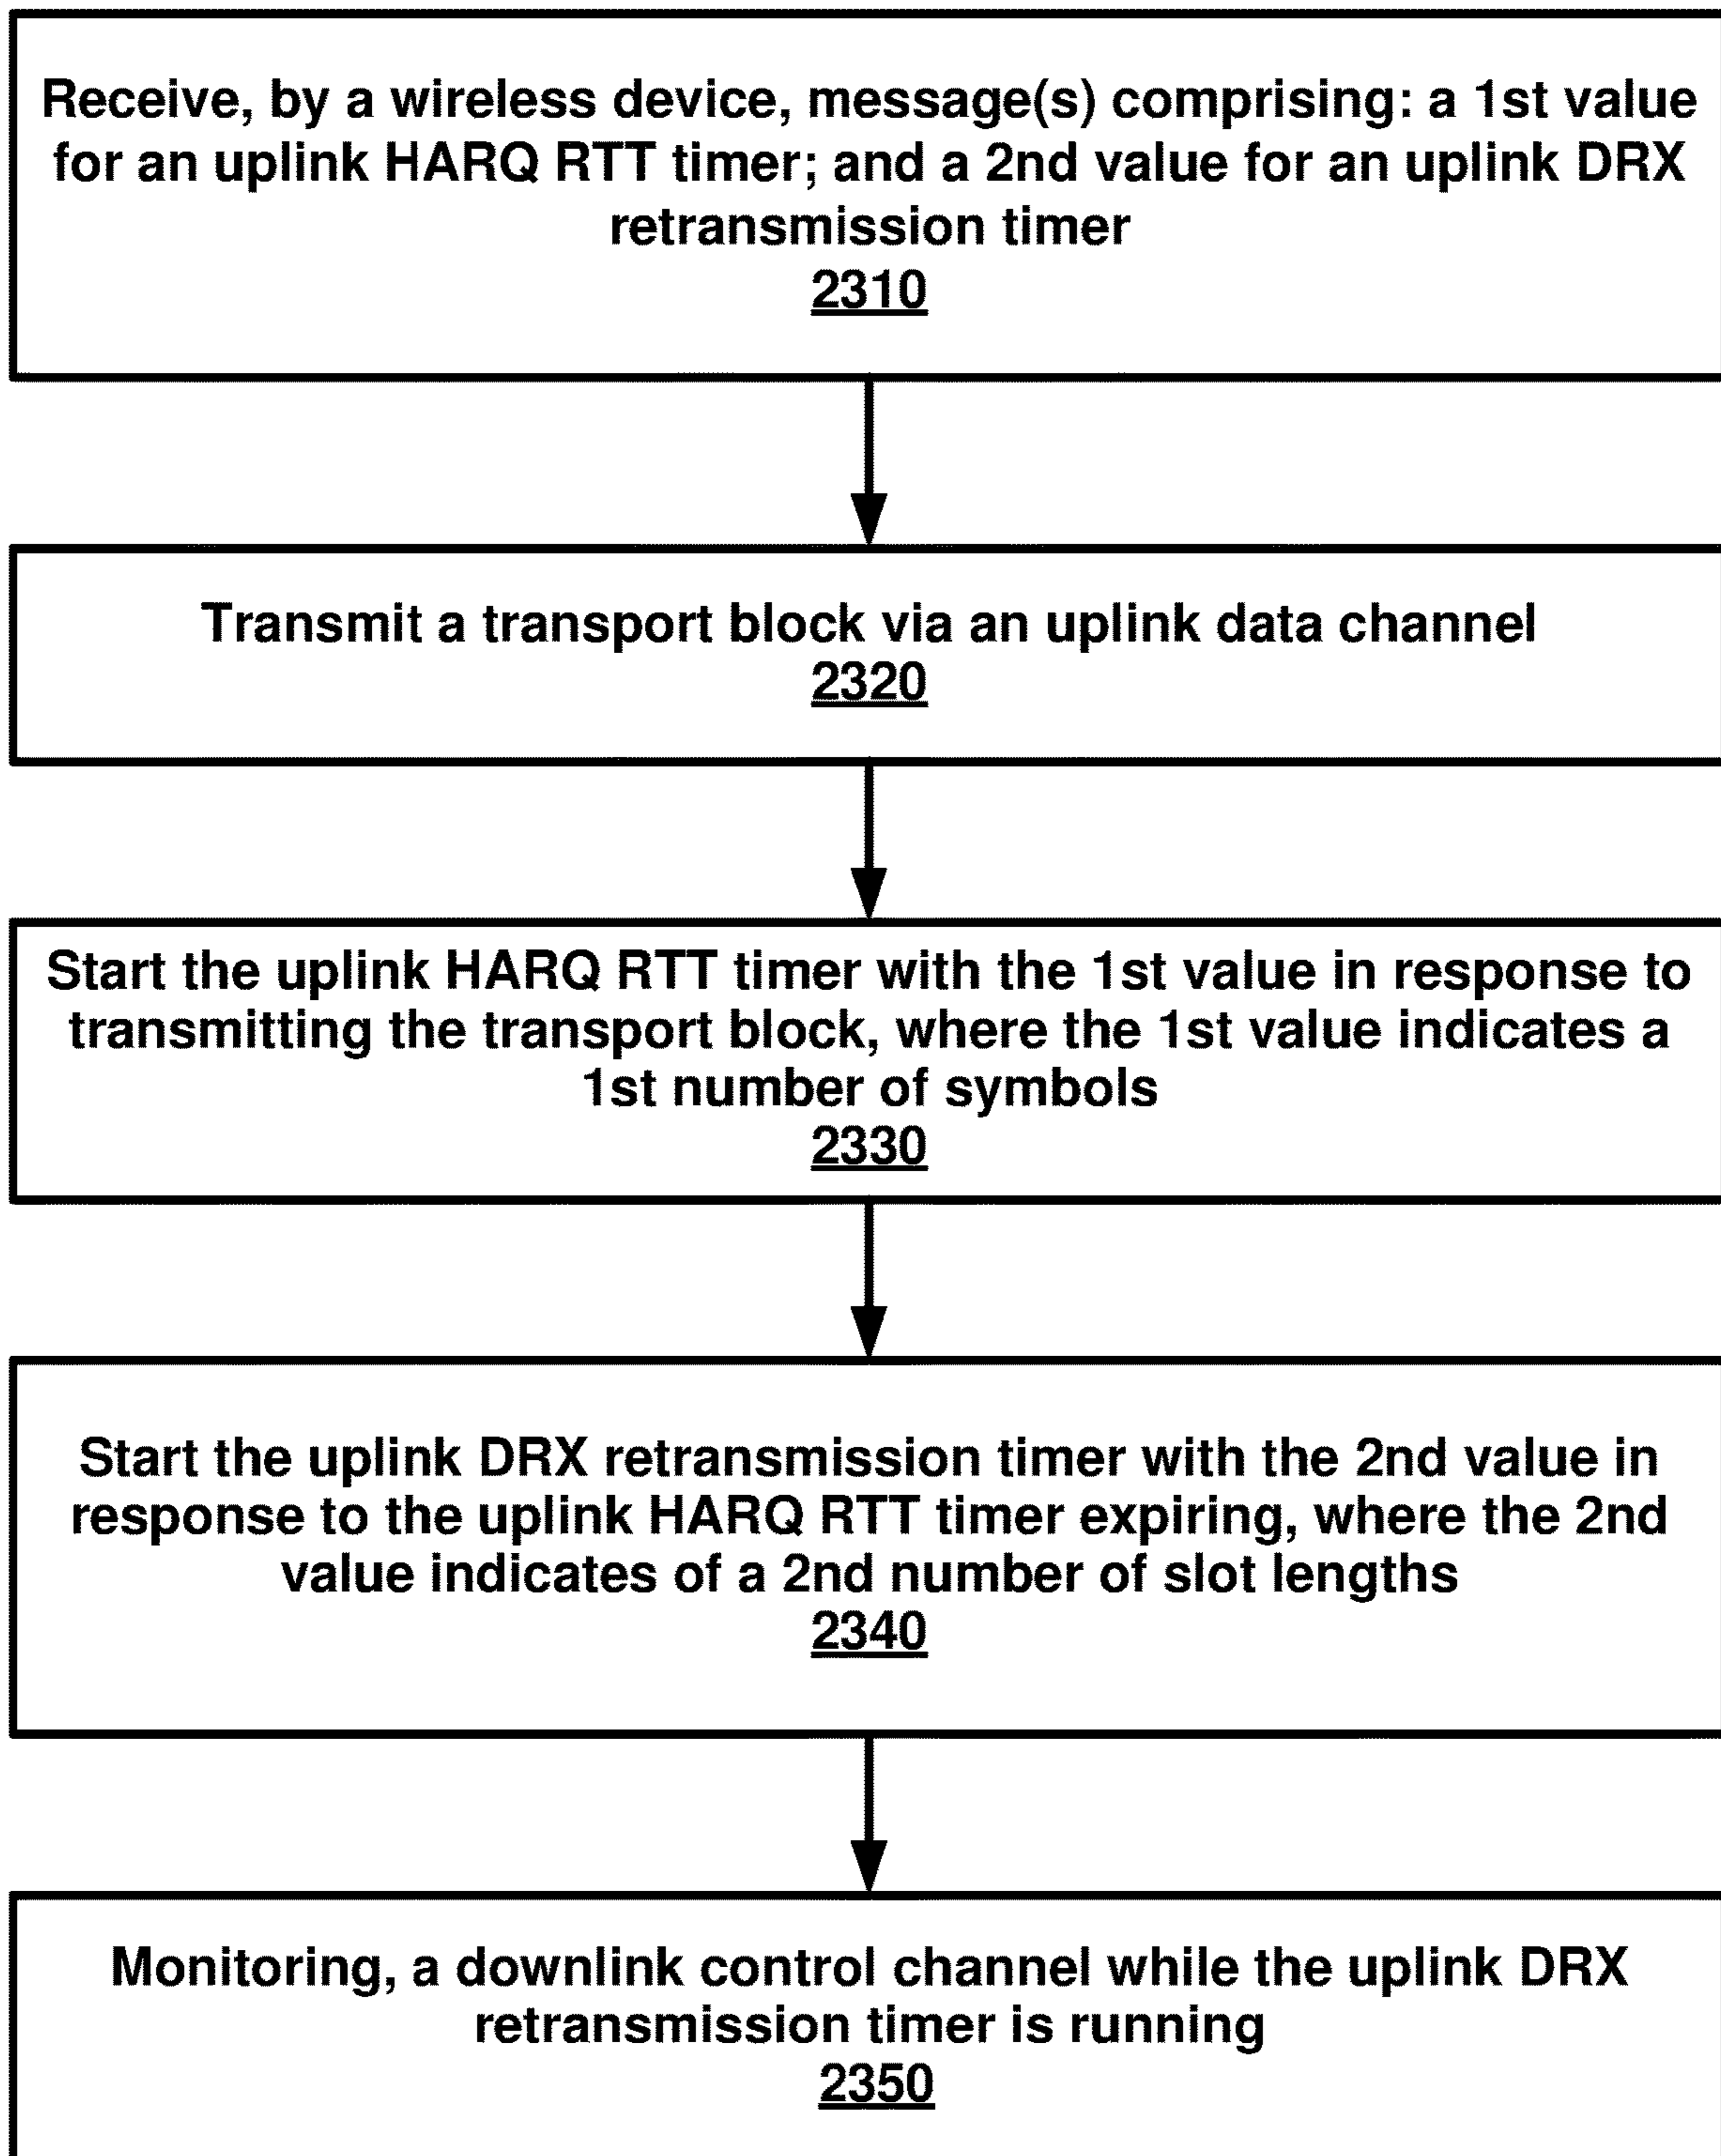 Receive, by a wireless device, message(s) comprising: a 1st value
for an uplink HARQ RTT timer; and a 2nd value for an uplink DRX
retransmission timer
2310
Transmit a transport block via an uplink data channel
2320
Start the uplink HARQ RTT timer with the 1st value in response to
transmitting the transport block, where the 1st value indicates a
1st number of symbols
2330
Start the uplink DRX retransmission timer with the 2nd value in
response to the uplink HARQ RTT timer expiring, where the 2nd
value indicates of a 2nd number of slot lengths
2340
Monitoring, a downlink control channel while the uplink DRX
retransmission timer is running
2350